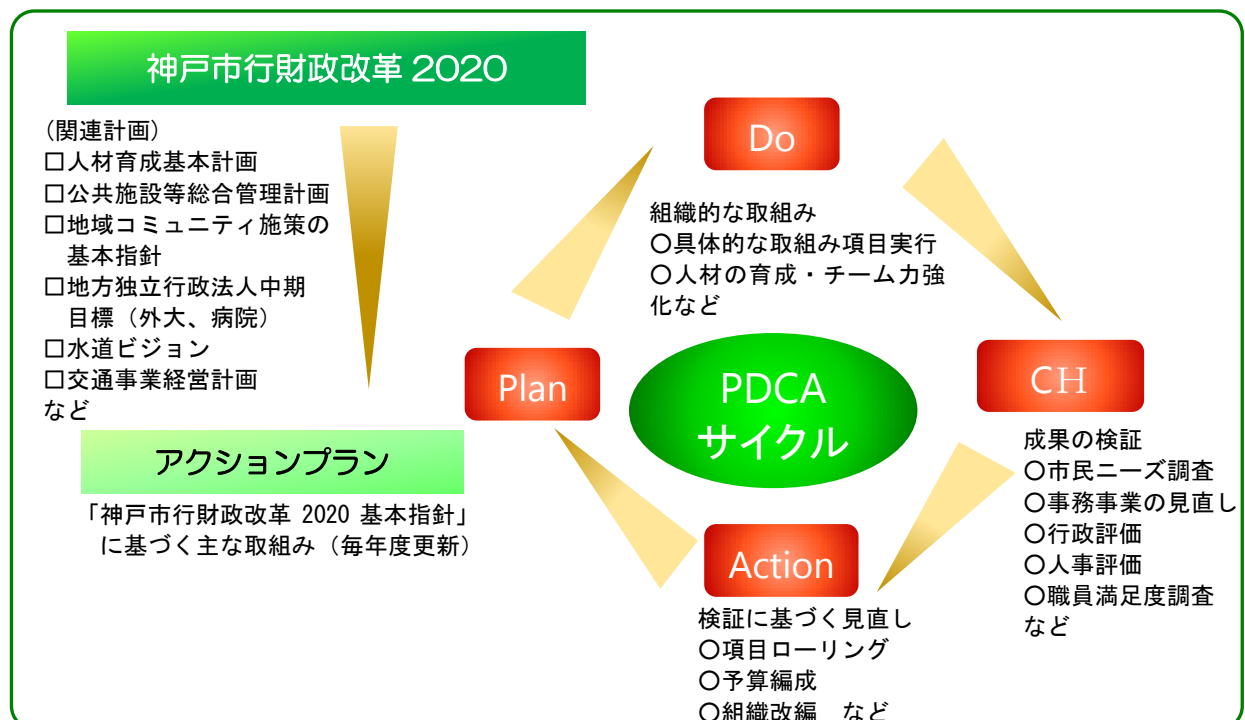 神戸市行財政改革 2020
(関連計画)
□人材育成基本計画
□公共施設等総合管理計画
□地域コミュニティ施策の
基本指針
□地方独立行政法人中期
目標（外大、病院）
□水道ビジョン
□交通事業経営計画
など
アクションプラン
「神戸市行財政改革 2020 基本指針」
に基づく主な取組み（毎年度更新）
Plan
Do
組織的な取組み
〇具体的な取組み項目実行
〇人材の育成・チーム力強
化など
PDCA
サイクル
CH
成果の検証
〇市民ニーズ調査
〇事務事業の見直し
〇行政評価
〇人事評価
〇職員満足度調査
など
Action
検証に基づく見直し
〇項目ローリング
〇予算編成
〇組織改編　など